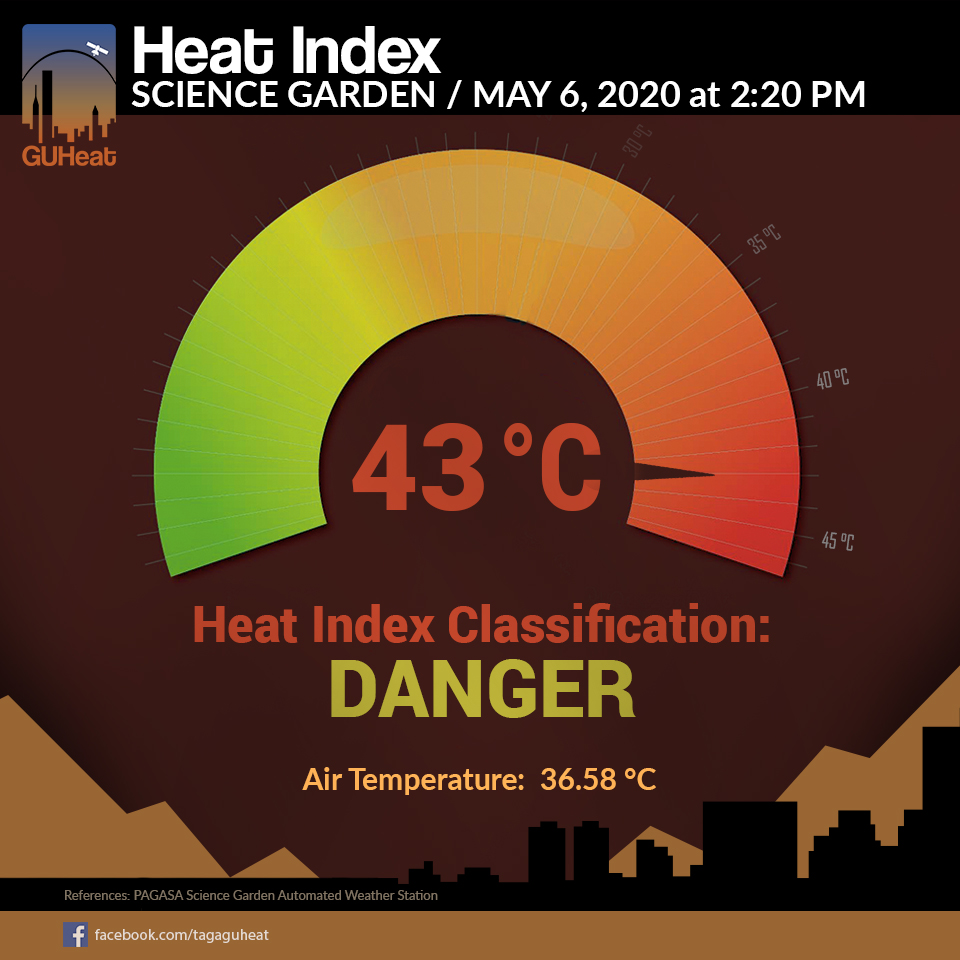 Heat Index
SCIENCE GARDEN / MAY 6, 2020 at 2:20 PM
GUHeat
30 °C
35 °C
40 °C
43 °C
45 °C
Heat Index Classification:
DANGER
Air Temperature: 36.58 °C
References: PAGASA Science Garden Automated Weather Station
f facebook.com/tagaguheat